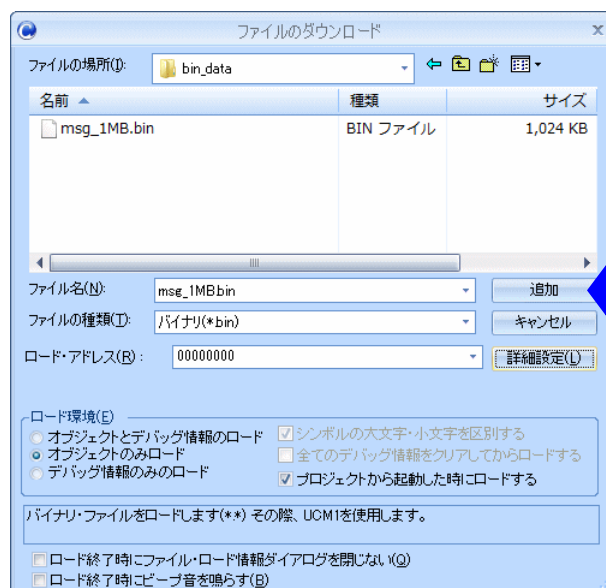 ファイルのダウンロード
ファイルの場所(I):
bin_data
名前
種類
サイズ
msg_1MB.bin
BIN ファイル
1,024 KB
ファイル名(N):
msg_1MB.bin
追加
ファイルの種類(T):
バイナリ(*.bin)
キャンセル
ロード・アドレス(R) :
00000000
詳細設定(L)
ロード環境(E)
オブジェクトとデバッグ情報のロード
シンボルの大文字・小文字を区別する
オブジェクトのみロード
全てのデバッグ情報をクリアしてからロードする
デバッグ情報のみのロード
プロジェクトから起動した時にロードする
バイナリ・ファイルをロードします(*.*) その際、UCM1を使用します。
ロード終了時にファイル・ロード情報ダイアログを閉じない(Q)
ロード終了時にビープ音を鳴らす(B)